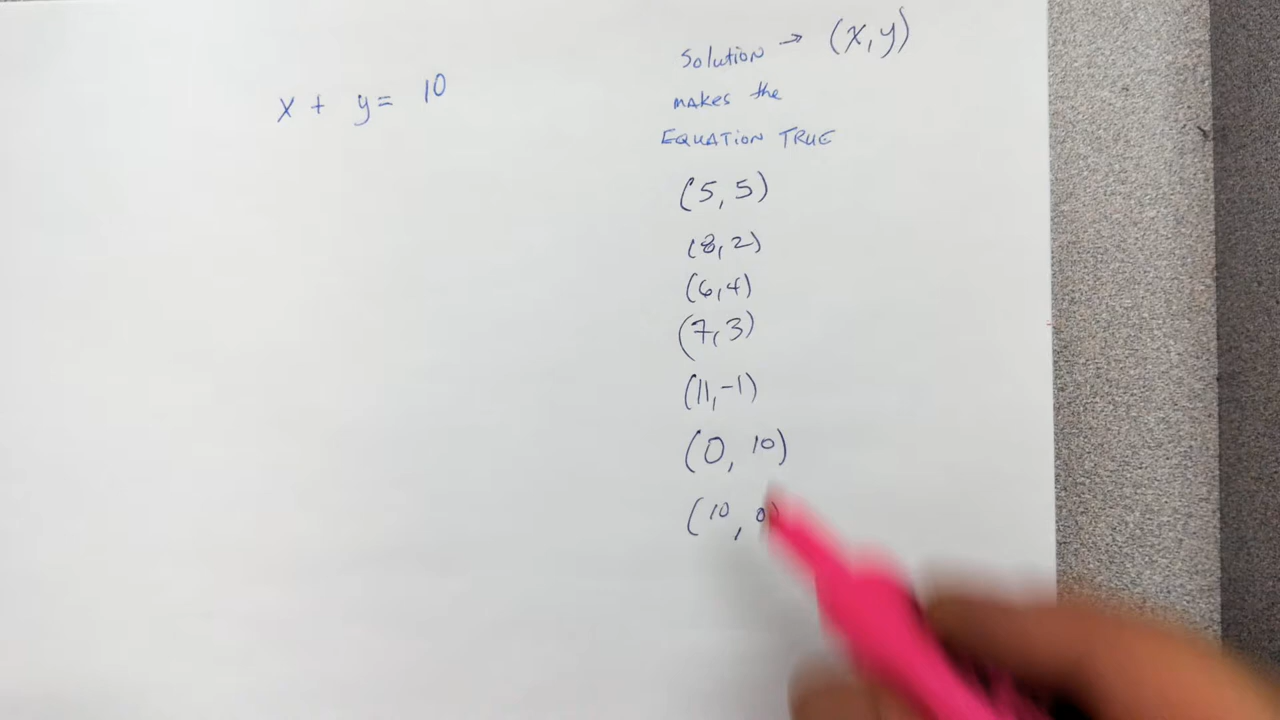 x + y = 10
Solution → (x, y)
makes the
EQUATION TRUE
(5, 5)
(8, 2)
(6, 4)
(7, 3)
(11, -1)
(0, 10)
(10, 0)